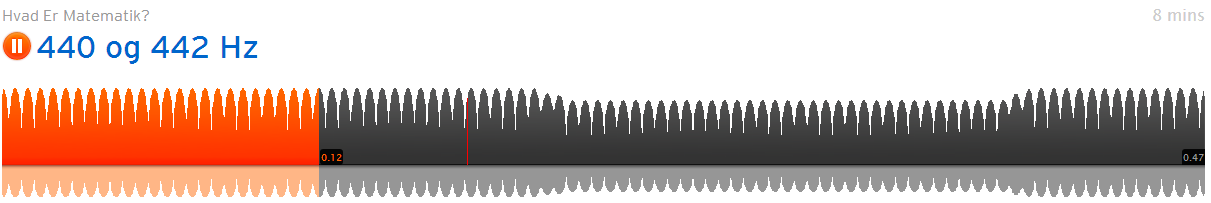 Hvad Er Matematik?
8 mins
440 og 442 Hz
0.12
0.47